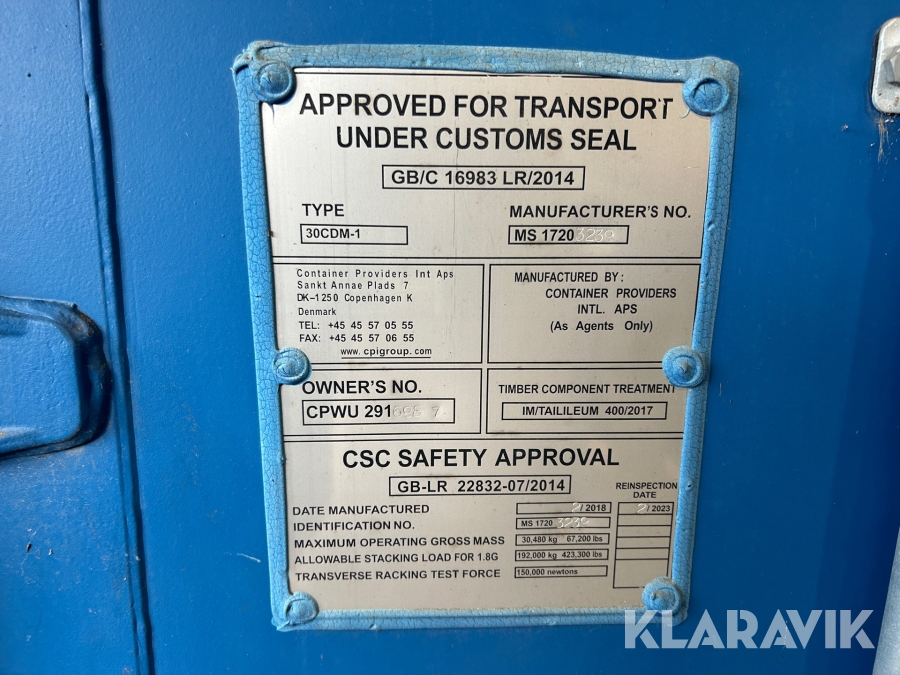 APPROVED FOR TRANSPORT
UNDER CUSTOMS SEAL
GB/C 16983 LR/2014
TYPE
30CDM-1
MANUFACTURER'S NO.
MS 1720 3239
Container Providers Int Aps
Sankt Annae Plads 7
DK-1250 Copenhagen K
Denmark
TEL: +45 45 57 05 55
FAX: +45 45 57 06 55
www.cpigroup.com
MANUFACTURED BY:
CONTAINER PROVIDERS
INTL. APS
(As Agents Only)
OWNER'S NO.
CPWU 291
TIMBER COMPONENT TREATMENT
IM/TAILILEUM 400/2017
CSC SAFETY APPROVAL
GB-LR 22832-07/2014
REINSPECTION
DATE
DATE MANUFACTURED 2/2018 2/2023
IDENTIFICATION NO. MS 1720 3239
MAXIMUM OPERATING GROSS MASS 30,480 kg 67,200 lbs
ALLOWABLE STACKING LOAD FOR 1.8G 192,000 kg 423,300 lbs
TRANSVERSE RACKING TEST FORCE 150,000 newtons
KLARAVIK